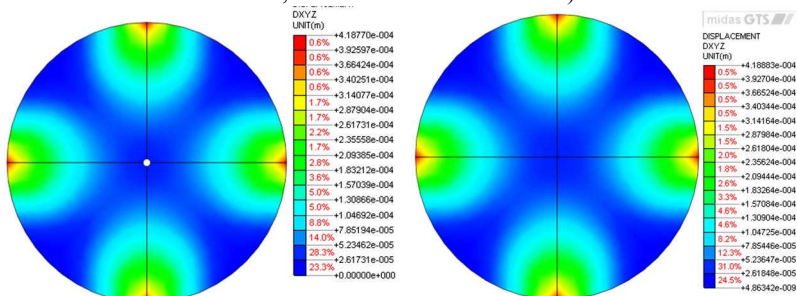 DXYZ
UNIT(m)
+4.18770e-004
0.6%
+3.92597e-004
0.6%
+3.66424e-004
0.6%
+3.40251e-004
0.6%
+3.14077e-004
1.7%
+2.87904e-004
1.7%
+2.61731e-004
2.2%
+2.35558e-004
1.7%
+2.09385e-004
2.8%
+1.83212e-004
3.6%
+1.57039e-004
5.0%
+1.30866e-004
5.0%
+1.04692e-004
8.8%
+7.85194e-005
14.0%
+5.23462e-005
28.3%
+2.61731e-005
23.3%
+0.00000e+000
midas GTS
DISPLACEMENT
DXYZ
UNIT(m)
+4.18883e-004
0.5%
+3.92704e-004
0.5%
+3.66524e-004
0.5%
+3.40344e-004
0.5%
+3.14164e-004
1.5%
+2.87984e-004
1.5%
+2.61804e-004
2.0%
+2.35624e-004
1.8%
+2.09444e-004
2.6%
+1.83264e-004
3.3%
+1.57084e-004
4.6%
+1.30904e-004
4.6%
+1.04725e-004
8.2%
+7.85446e-005
12.3%
+5.23647e-005
31.0%
+2.61848e-005
24.5%
+4.86342e-009